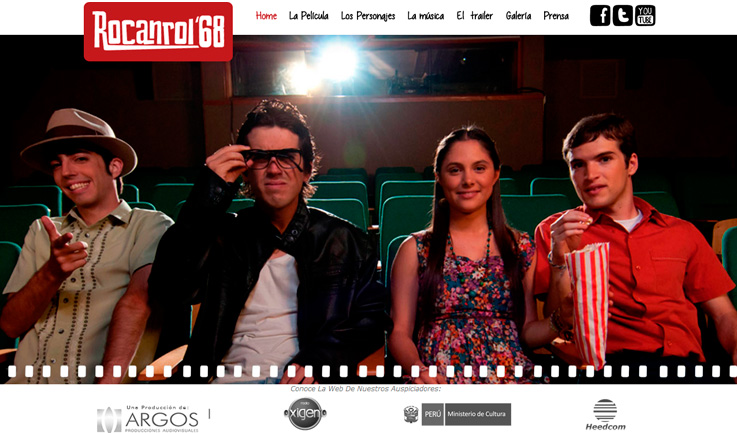 Rocanrol'68
Home La Película Los Personajes La música El trailer Galería Prensa
YOU
TUBE
Conoce La Web De Nuestros Auspiciadores:
Una Producción de:
ARGOS
PRODUCCIONES AUDIOVISUALES
xigen
PERÚ Ministerio de Cultura
Heedcom